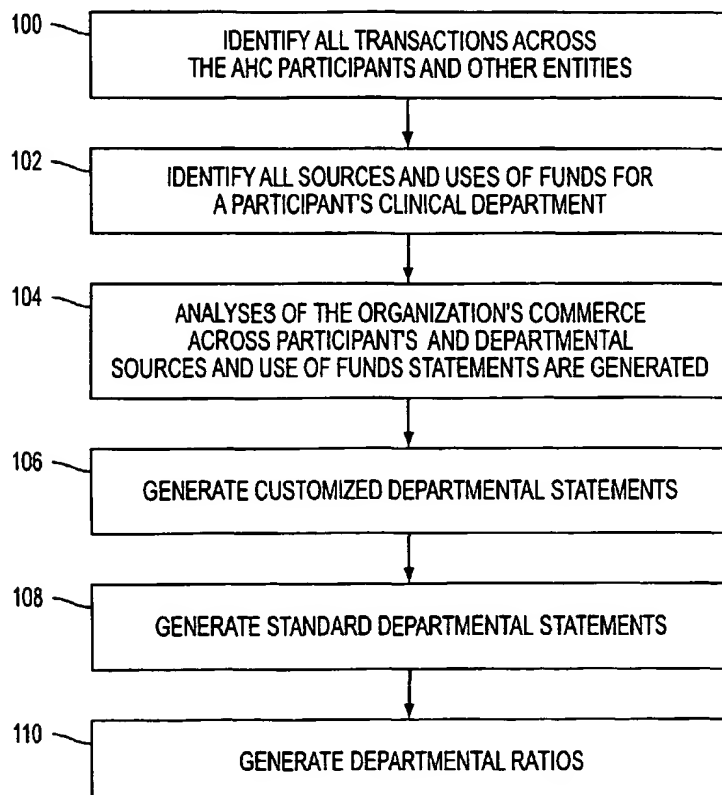 100
IDENTIFY ALL TRANSACTIONS ACROSS
THE AHC PARTICIPANTS AND OTHER ENTITIES
102
IDENTIFY ALL SOURCES AND USES OF FUNDS FOR
A PARTICIPANT'S CLINICAL DEPARTMENT
104
ANALYSES OF THE ORGANIZATION'S COMMERCE
ACROSS PARTICIPANT'S AND DEPARTMENTAL
SOURCES AND USE OF FUNDS STATEMENTS ARE GENERATED
106
GENERATE CUSTOMIZED DEPARTMENTAL STATEMENTS
108
GENERATE STANDARD DEPARTMENTAL STATEMENTS
110
GENERATE DEPARTMENTAL RATIOS